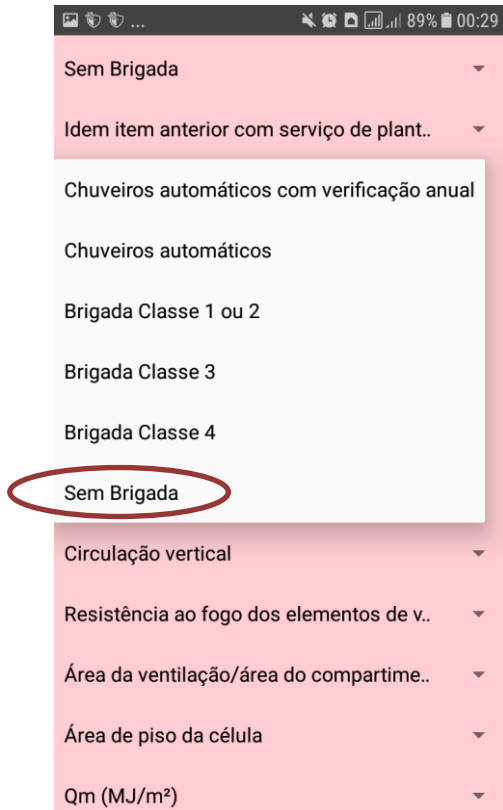 ... 89% 00:29
Sem Brigada
Idem item anterior com serviço de plant..
Chuveiros automáticos com verificação anual
Chuveiros automáticos
Brigada Classe 1 ou 2
Brigada Classe 3
Brigada Classe 4
Sem Brigada
Circulação vertical
Resistência ao fogo dos elementos de v..
Área da ventilação/área do compartime..
Área de piso da célula
Qm (MJ/m²)